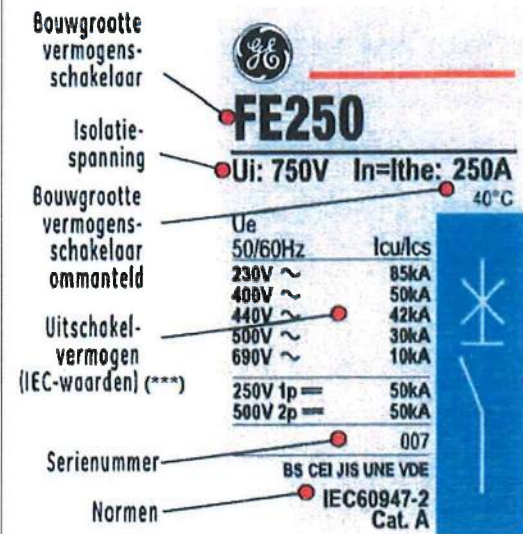 Bouwgrootte
vermogens-
schakelaar
Isolatie-
spanning
Bouwgrootte
vermogens-
schakelaar
ommanteld
Uitschakel-
vermogen
(IEC-waarden) (***)
Serienummer
Normen
GE
FE250
Ui: 750V In=Ithe: 250A
40°C
Ue
50/60Hz Icu/Ics
230V ~ 85kA
400V ~ 50kA
440V ~ 42kA
500V ~ 30kA
690V ~ 10kA
250V 1p ⎓ 50kA
500V 2p ⎓ 50kA
007
BS CEI JIS UNE VDE
IEC60947-2
Cat. A